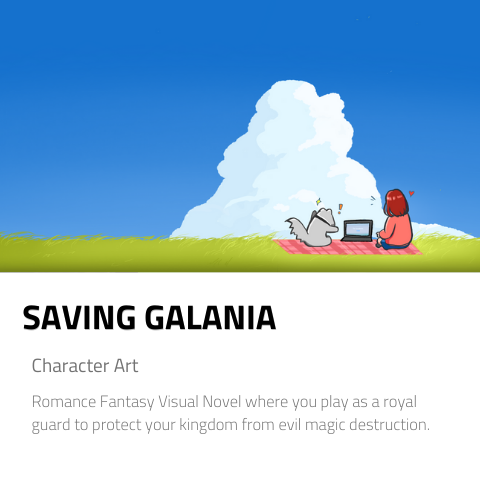 SAVING GALANIA
Character Art
Romance Fantasy Visual Novel where you play as a royal
guard to protect your kingdom from evil magic destruction.